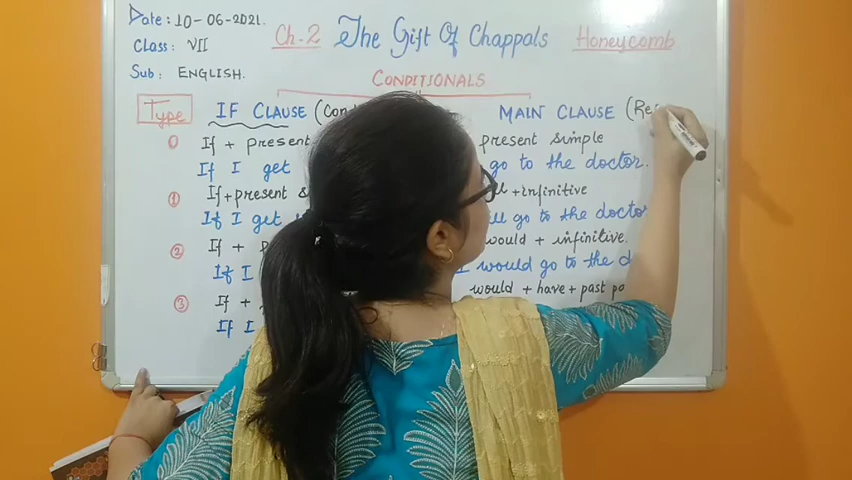 Date: 10-06-2021.
Class: VII
Sub: ENGLISH.
Ch. 2 The Gift Of Chappals Honeycomb
CONDITIONALS
Type IF CLAUSE MAIN CLAUSE
0 If + present present simple
If I get go to the doctor.
1 If+present +infinitive
If I get go to the doctor
2 If + would + infinitive.
If I I would go to the
3 If + would + have + past
If I